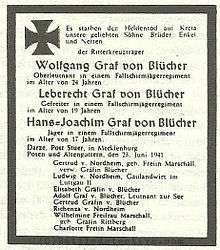 Es starben den Heldentod auf Kreta
unsere geliebten Söhne, Brüder, Enkel
und Neffen
der Ritterkreuzträger
Wolfgang Graf von Blücher
Oberleutnant in einem Fallschirmjägerregiment
im Alter von 24 Jahren
Leberecht Graf von Blücher
Gefreiter in einem Fallschirmjägerregiment
im Alter von 19 Jahren
Hans-Joachim Graf von Blücher
Jäger in einem Fallschirmjägerregiment
im Alter von 17 Jahren.
Darze, Post Stuer, in Mecklenburg
Posen und Altengottern, den 23. Juni 1941
Gertrud v. Nordheim, geb. Freiin Marschall,
verw. Gräfin Blücher
Ludwig v. Nordheim, Gaulandwirt im
Luftgau II
Elisabeth Gräfin v. Blücher
Adolf Graf v. Blücher, Leutnant zur See
Gertrud Gräfin v. Blücher
Richenza v. Nordheim
Wilhelmine Freifrau Marschall,
geb. Gräfin Rittberg
Charlotte Freiin Marschall